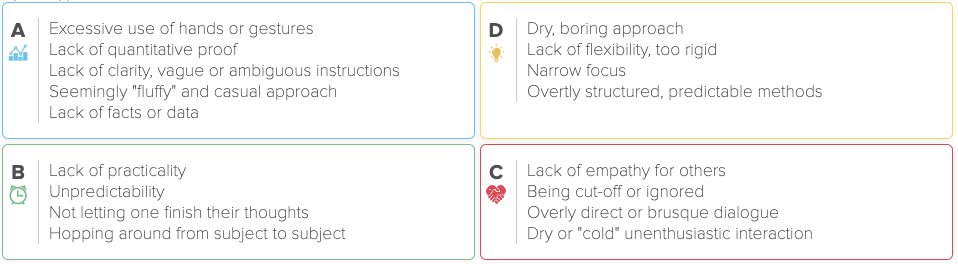 A
Excessive use of hands or gestures
Lack of quantitative proof
Lack of clarity, vague or ambiguous instructions
Seemingly "fluffy" and casual approach
Lack of facts or data
D
Dry, boring approach
Lack of flexibility, too rigid
Narrow focus
Overtly structured, predictable methods
B
Lack of practicality
Unpredictability
Not letting one finish their thoughts
Hopping around from subject to subject
C
Lack of empathy for others
Being cut-off or ignored
Overly direct or brusque dialogue
Dry or "cold" unenthusiastic interaction